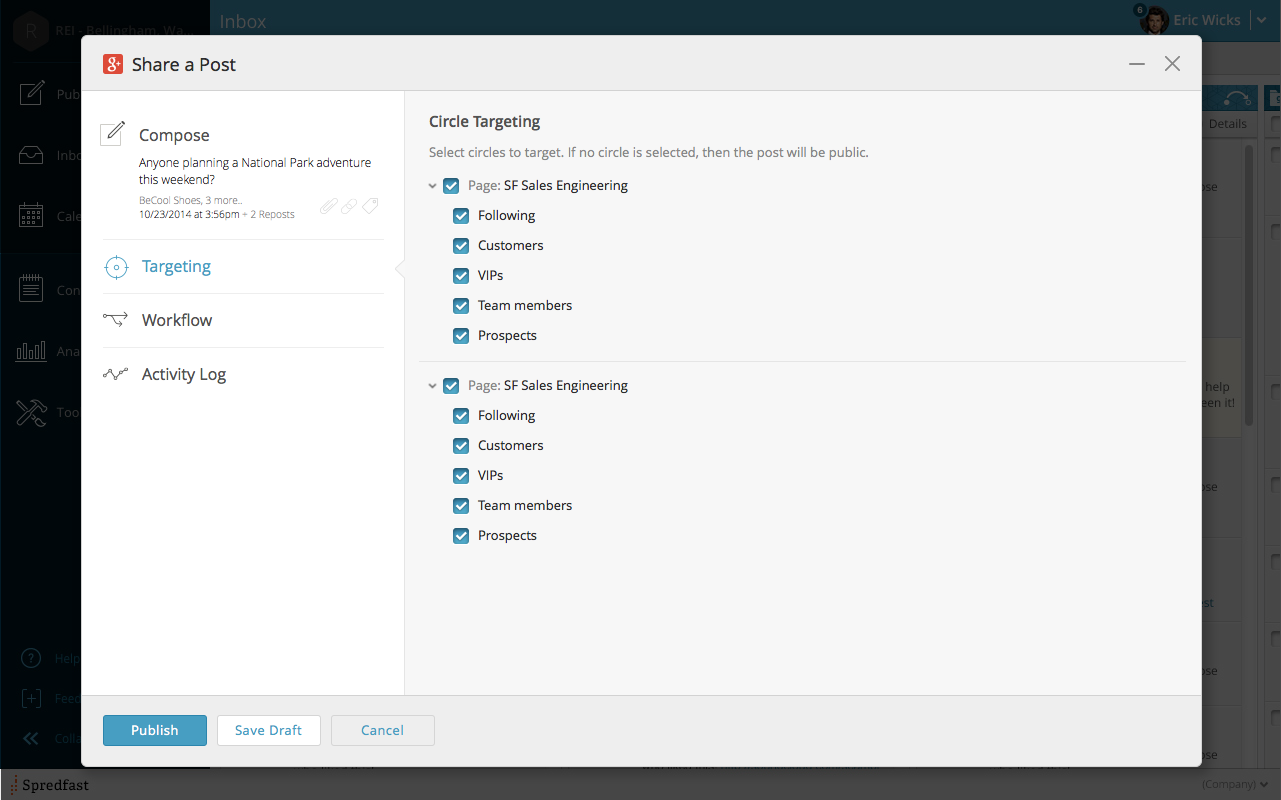 R REI - Bellingham, Wa
Inbox
6
Eric Wicks
g+ Share a Post
Compose
Anyone planning a National Park adventure
this weekend?
BeCool Shoes, 3 more..
10/23/2014 at 3:56pm + 2 Reposts
Targeting
Workflow
Activity Log
Circle Targeting
Select circles to target. If no circle is selected, then the post will be public.
Page: SF Sales Engineering
Following
Customers
VIPs
Team members
Prospects
Page: SF Sales Engineering
Following
Customers
VIPs
Team members
Prospects
Publish
Save Draft
Cancel
Pub
Inbo
Cale
Con
Ana
Tool
? Help
Feed
Colla
Details
ose
help
een it!
ose
st
ose
ose
Spredfast
(Company)